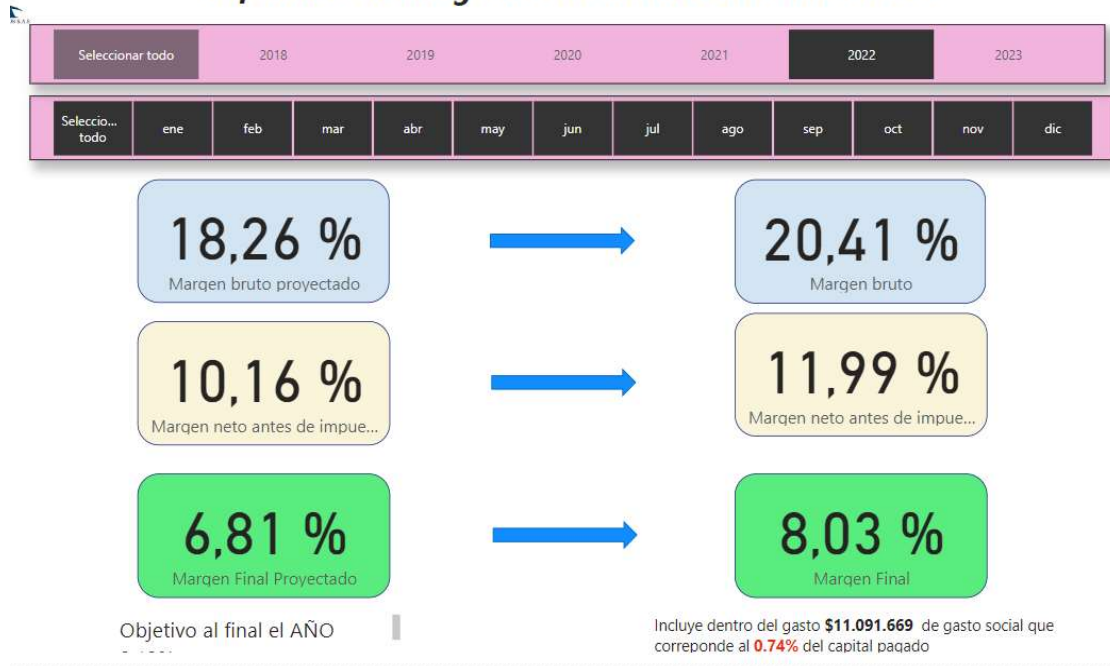 Seleccionar todo 2018 2019 2020 2021 2022 2023
Seleccio... todo ene feb mar abr may jun jul ago sep oct nov dic
18,26 %
Margen bruto proyectado
20,41 %
Margen bruto
10,16 %
Margen neto antes de impue...
11,99 %
Margen neto antes de impue...
6,81 %
Margen Final Proyectado
8,03 %
Margen Final
Objetivo al final el AÑO
Incluye dentro del gasto $11.091.669 de gasto social que
correponde al 0.74% del capital pagado